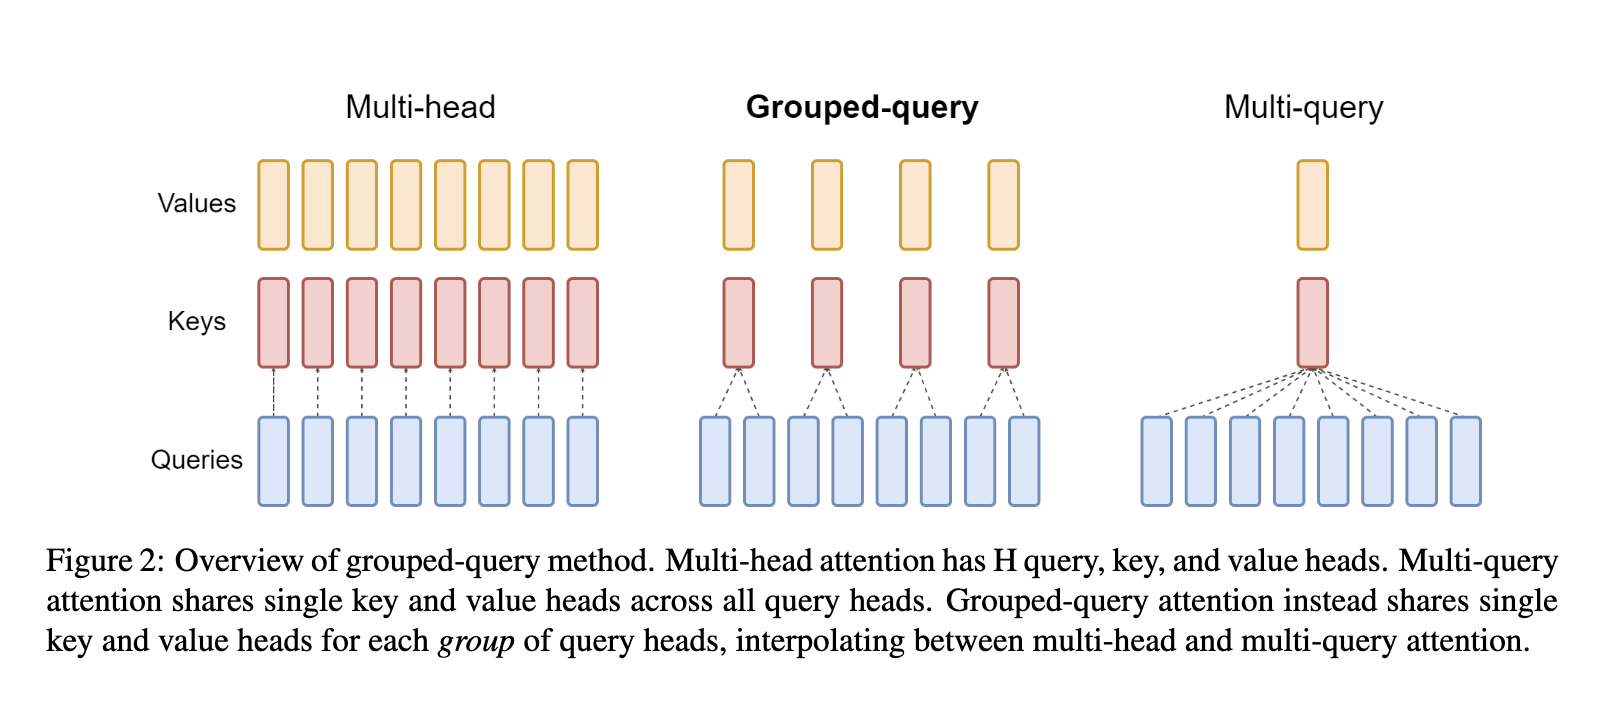 Multi-head
Grouped-query
Multi-query
Values
Keys
Queries
Figure 2: Overview of grouped-query method. Multi-head attention has H query, key, and value heads. Multi-query
attention shares single key and value heads across all query heads. Grouped-query attention instead shares single
key and value heads for each group of query heads, interpolating between multi-head and multi-query attention.